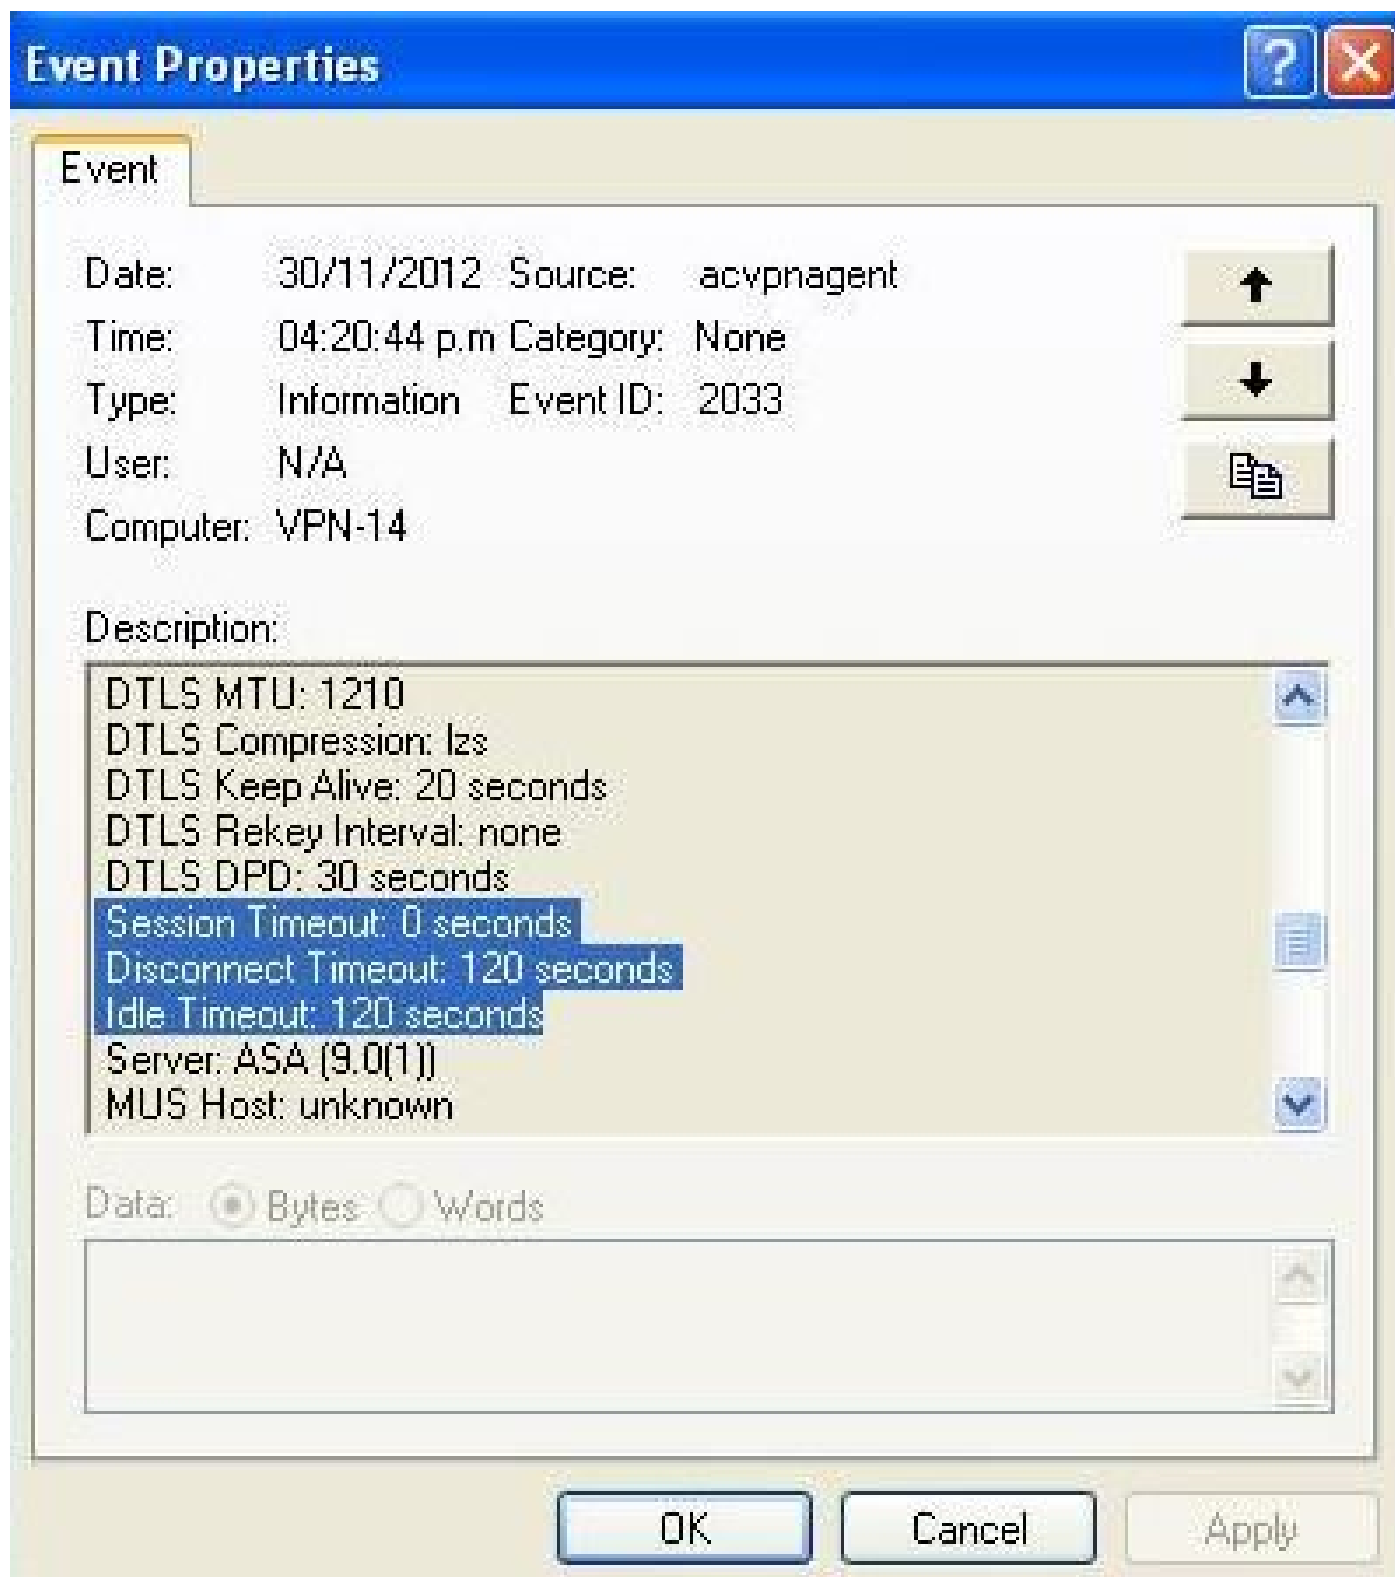 Event Properties
Event
Date: 30/11/2012 Source: acvpnagent
Time: 04:20:44 p.m Category: None
Type: Information Event ID: 2033
User: N/A
Computer: VPN-14
Description:
DTLS MTU: 1210
DTLS Compression: lzs
DTLS Keep Alive: 20 seconds
DTLS Rekey Interval: none
DTLS DPD: 30 seconds
Session Timeout: 0 seconds
Disconnect Timeout: 120 seconds
Idle Timeout: 120 seconds
Server: ASA (9.0(1))
MUS Host: unknown
Data: Bytes Words
OK Cancel Apply